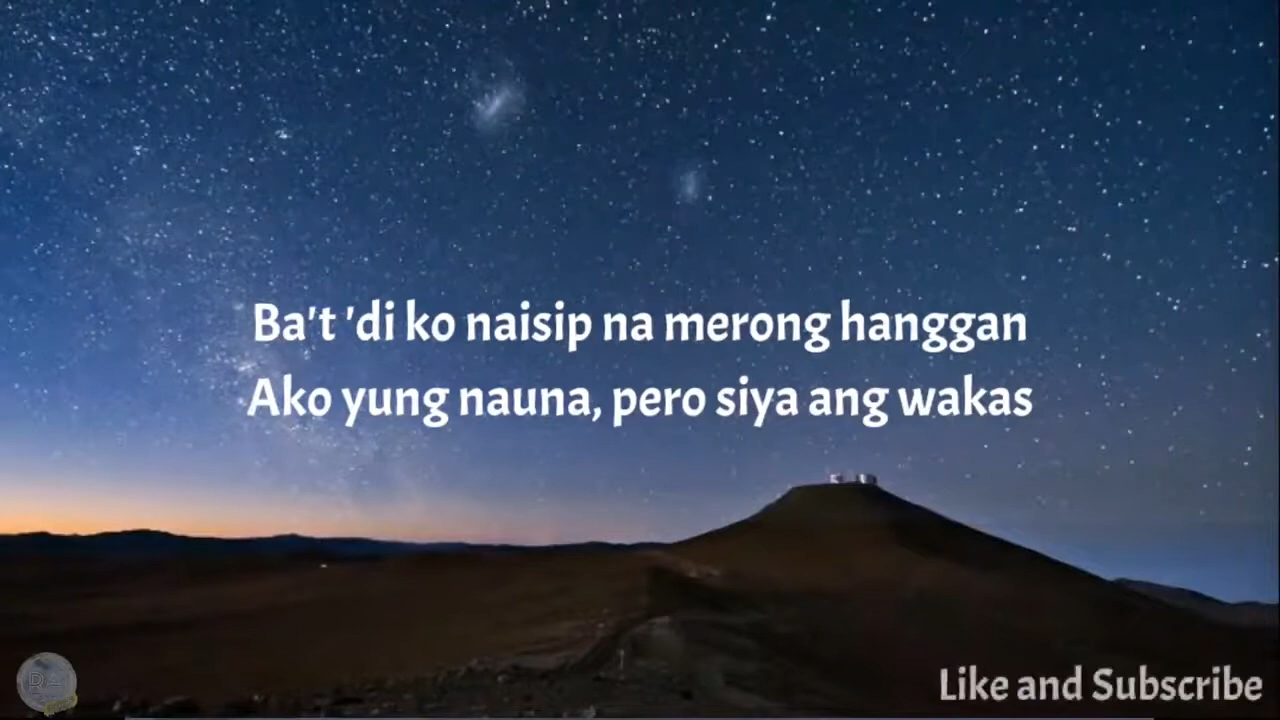 Ba't 'di ko naisip na merong hanggan
Ako yung nauna, pero siya ang wakas
Like and Subscribe